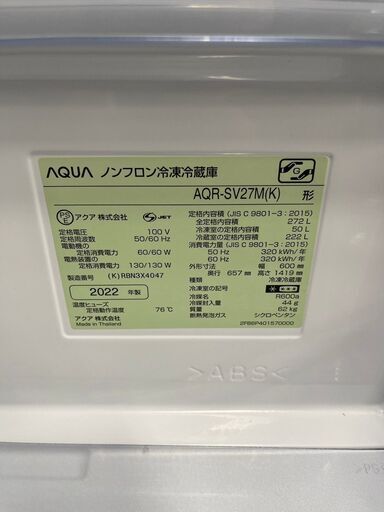 AQUA ノンフロン冷凍冷蔵庫
AQR-SV27M(K) 形
PS E アクア 株式会社 JET
定格電圧 100 V
定格周波数 50/60 Hz
電動機の
定格消費電力 60/60 W
電熱装置の
定格消費電力 130/130 W
製造番号 (K) RBN3X4047
2022 年製
温度ヒューズ
定格動作温度 76℃
アクア 株式会社
Made in Thailand
定格内容積 (JIS C 9801-3 : 2015)
全定格内容積 272 L
冷凍室の定格内容積 50 L
冷蔵室の定格内容積 222 L
消費電力量 (JIS C 9801-3 : 2015)
50 Hz 320 kWh/年
60 Hz 320 kWh/年
外形寸法 幅 600 mm
奥行 657 mm 高さ 1419 mm
種類 冷凍冷蔵庫
冷凍室の記号
冷媒名 R600a
冷媒封入量 44 g
質量 62 kg
断熱発泡ガス シクロペンタン
>ABS<